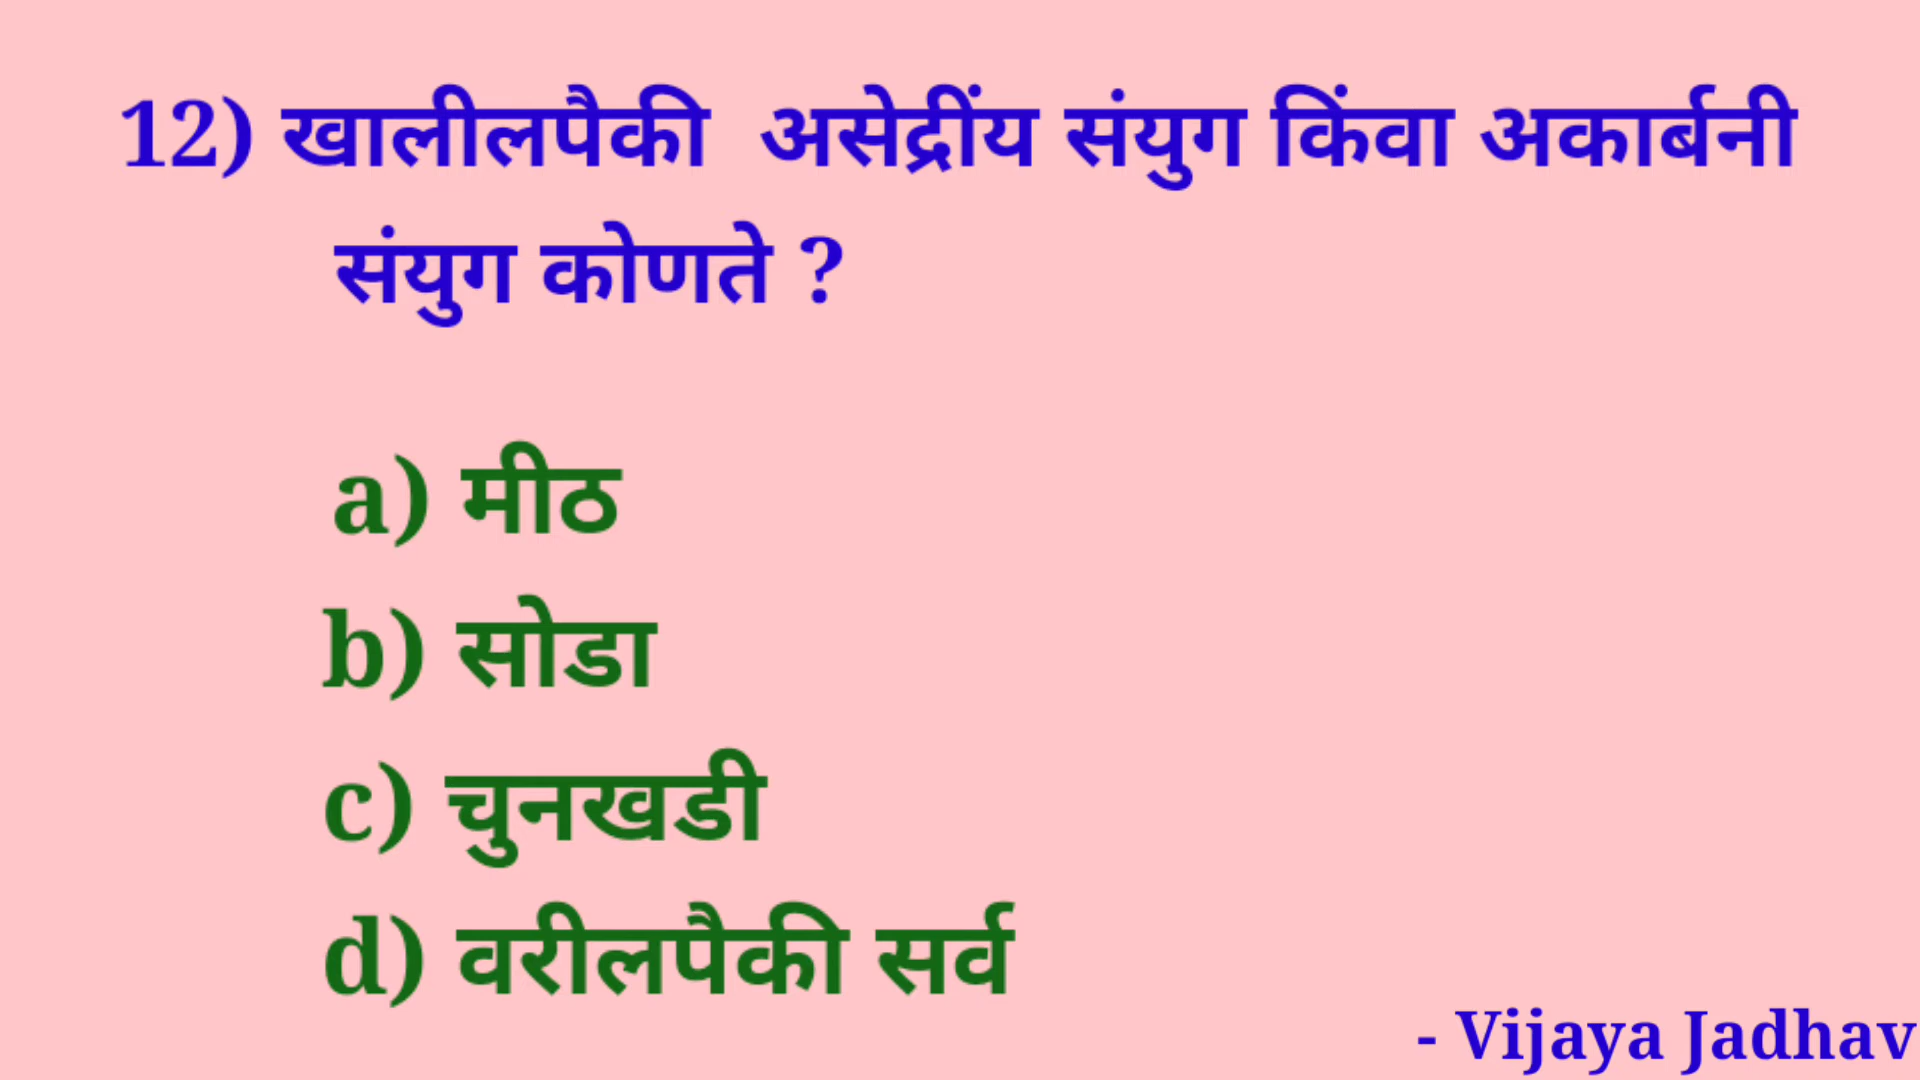 12) खालीलपैकी असेद्रींय संयुग किंवा अकार्बनी
संयुग कोणते ?
a) मीठ
b) सोडा
c) चुनखडी
d) वरीलपैकी सर्व
- Vijaya Jadhav